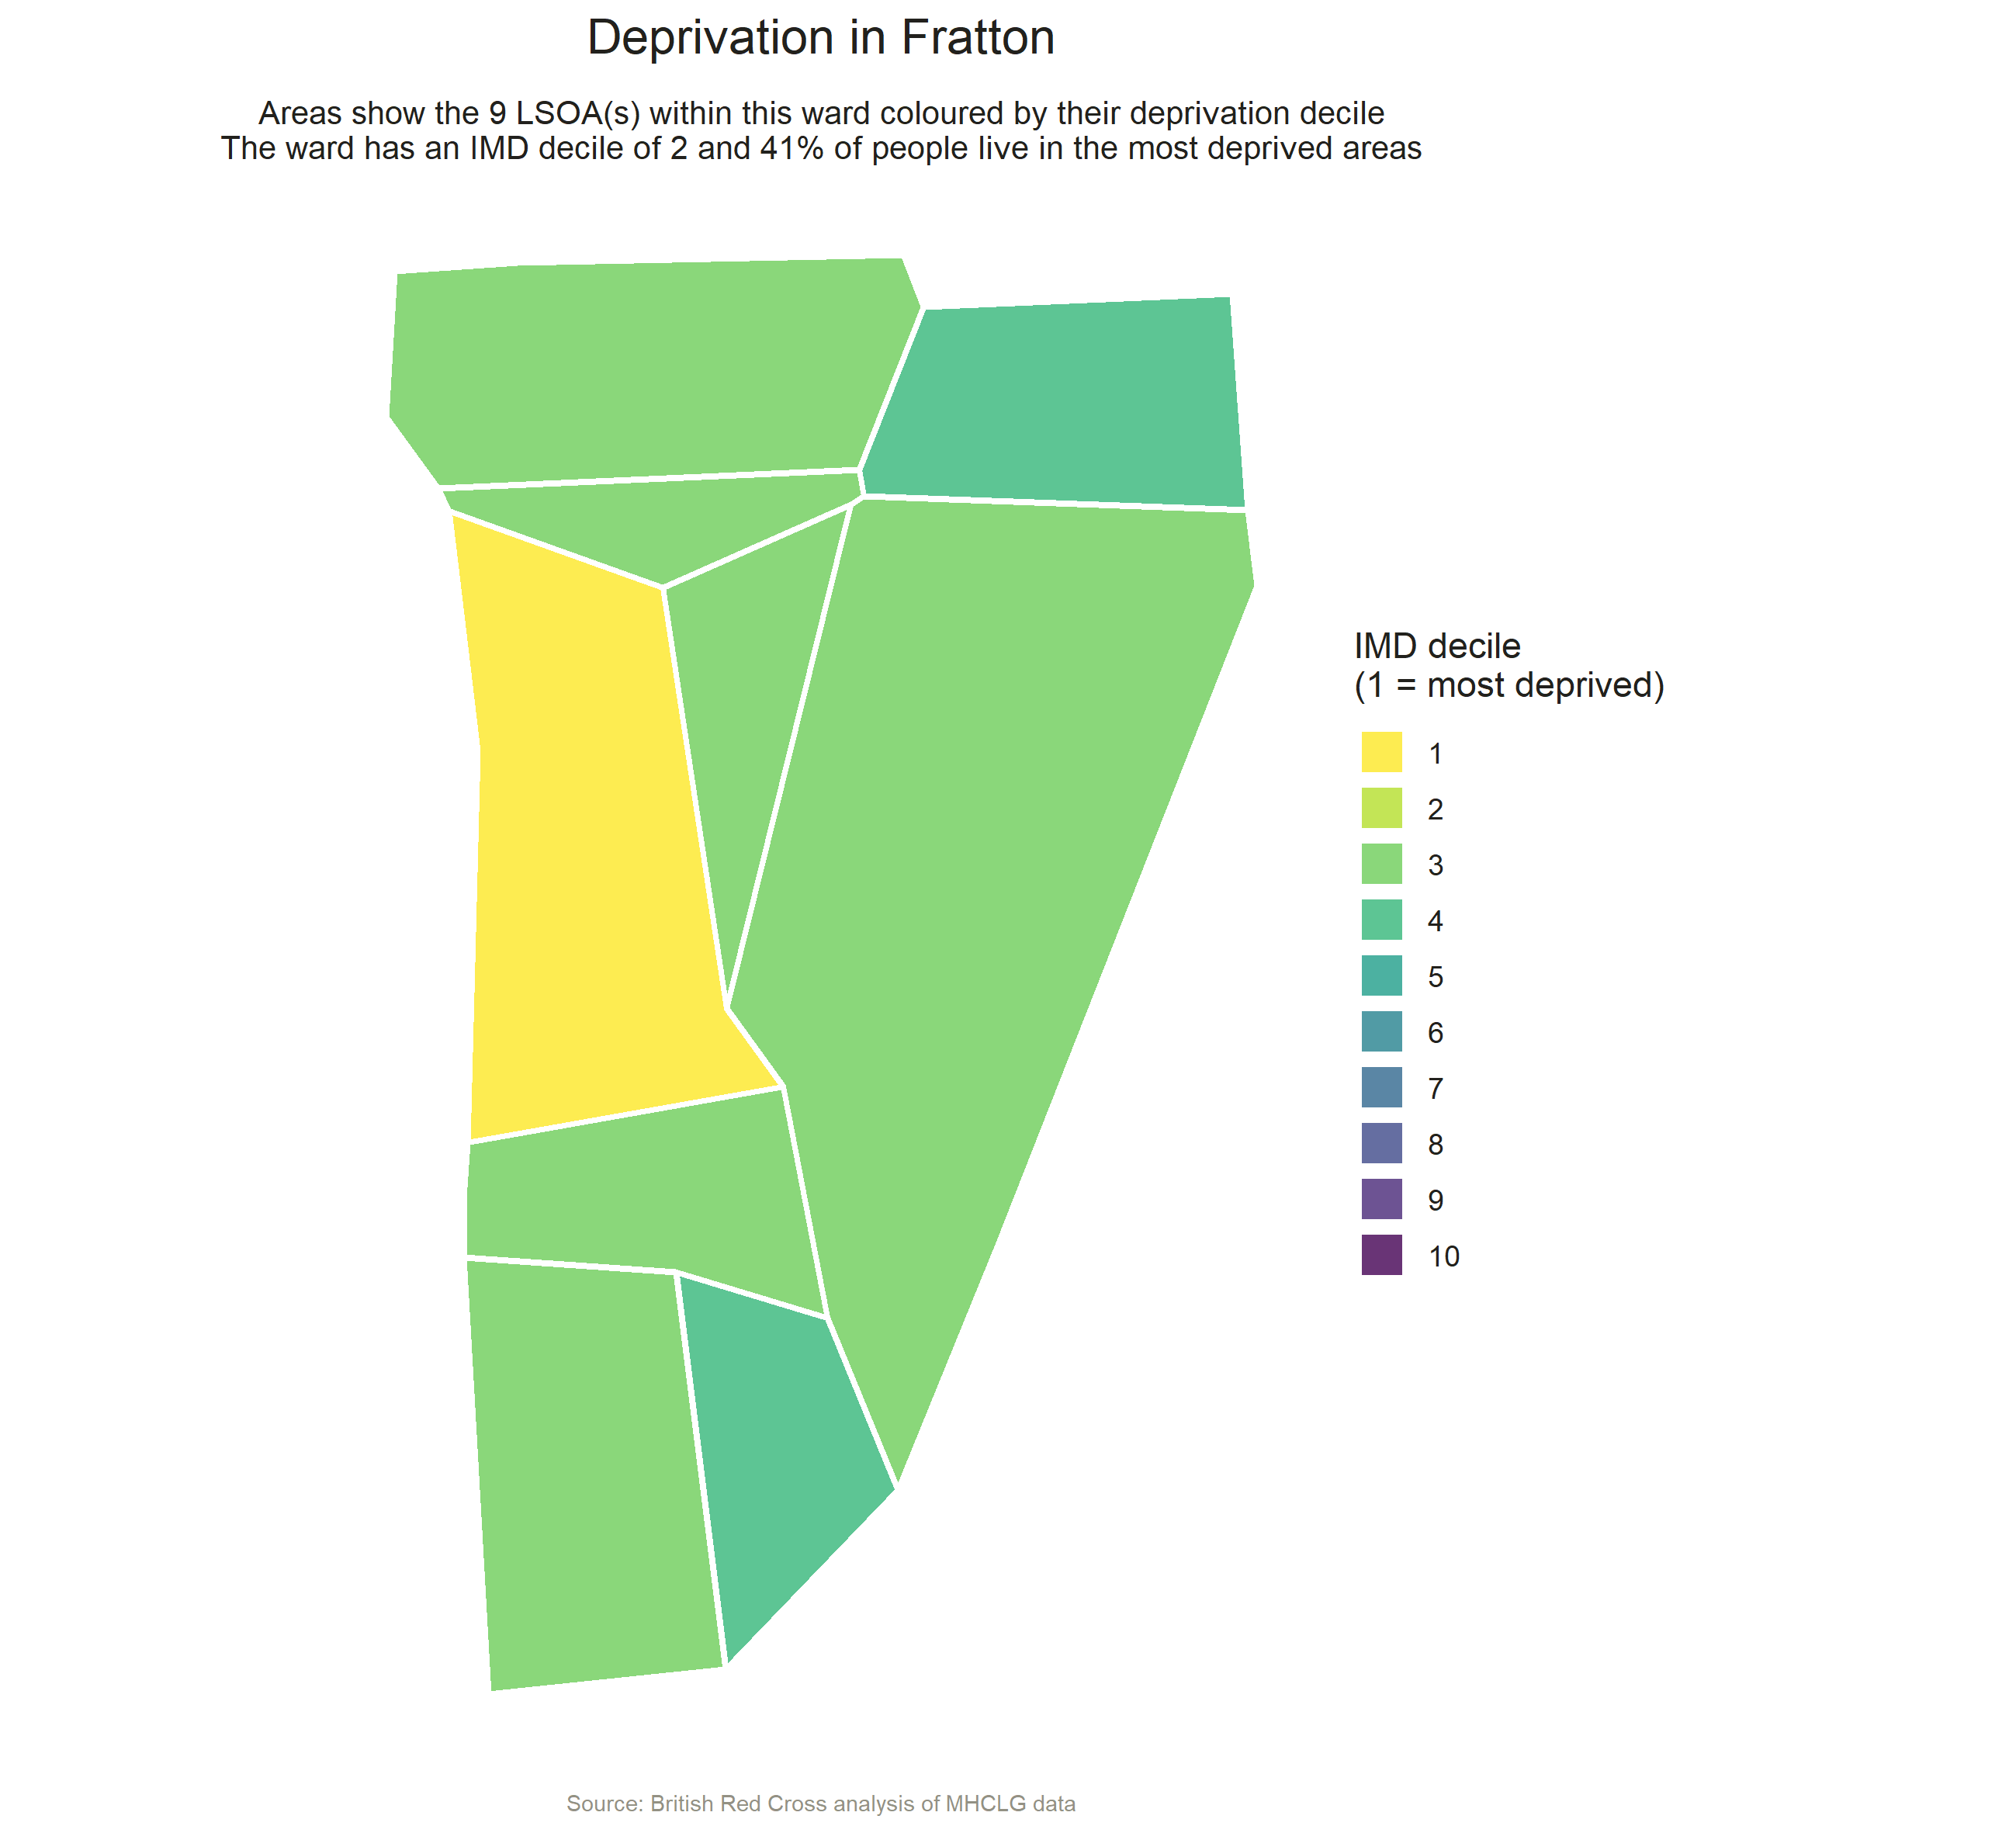 Deprivation in Fratton
Areas show the 9 LSOA(s) within this ward coloured by their deprivation decile
The ward has an IMD decile of 2 and 41% of people live in the most deprived areas
IMD decile
(1 = most deprived)
1
2
3
4
5
6
7
8
9
10
Source: British Red Cross analysis of MHCLG data